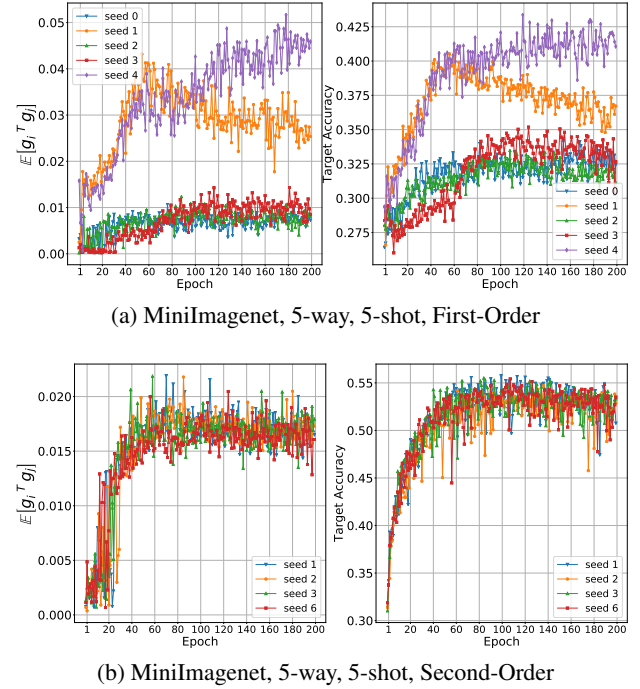 0.05
0.04
0.03
0.02
0.01
0.00
seed 0
seed 1
seed 2
seed 3
seed 4
𝔼[gᵢᵀ gⱼ]
1 20 40 60 80 100 120 140 160 180 200
Epoch
0.425
0.400
0.375
0.350
0.325
0.300
0.275
Target Accuracy
seed 0
seed 1
seed 2
seed 3
seed 4
1 20 40 60 80 100 120 140 160 180 200
Epoch
(a) MiniImagenet, 5-way, 5-shot, First-Order
0.020
0.015
0.010
0.005
0.000
𝔼[gᵢᵀ gⱼ]
seed 1
seed 2
seed 3
seed 6
1 20 40 60 80 100 120 140 160 180 200
Epoch
0.55
0.50
0.45
0.40
0.35
0.30
Target Accuracy
seed 1
seed 2
seed 3
seed 6
1 20 40 60 80 100 120 140 160 180 200
Epoch
(b) MiniImagenet, 5-way, 5-shot, Second-Order